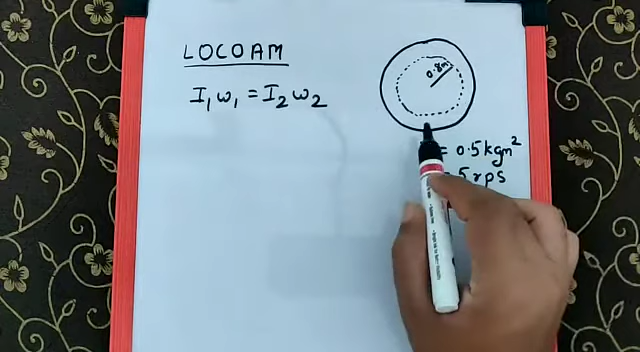 LOCOAM
I₁ω₁ = I₂ω₂
0.8m
= 0.5 kgm²
= 5 rps